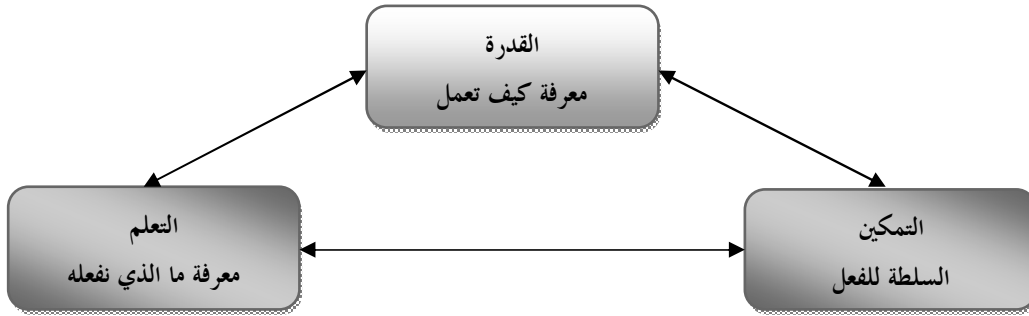 القدرة
معرفة كيف تعمل
التمكين
السلطة للفعل
التعلم
معرفة ما الذي نفعله